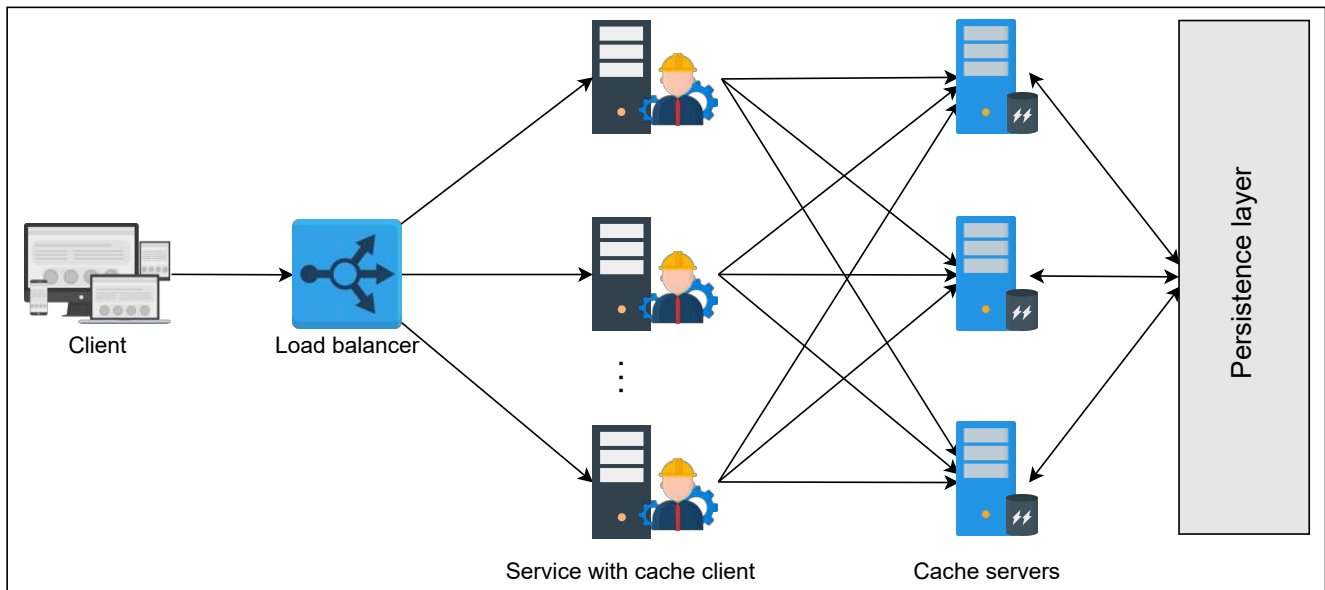 Client
Load balancer
Service with cache client
Cache servers
Persistence layer